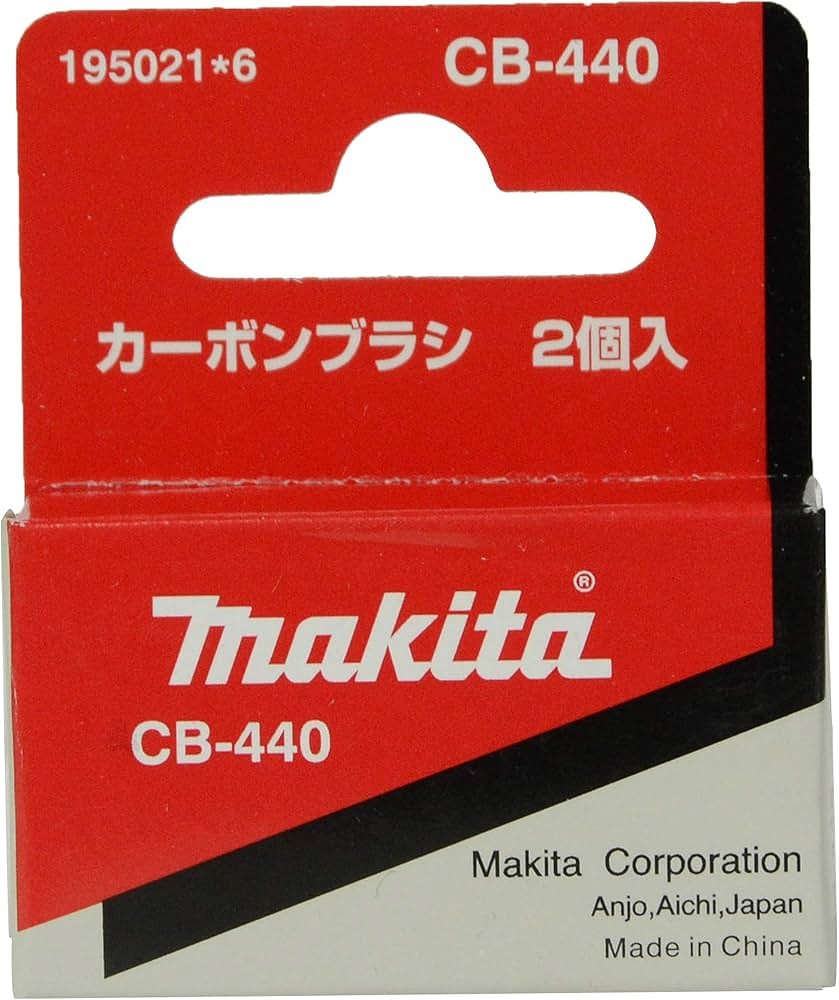 195021*6 CB-440
カーボンブラシ 2個入
makita®
CB-440
Makita Corporation
Anjo,Aichi,Japan
Made in China